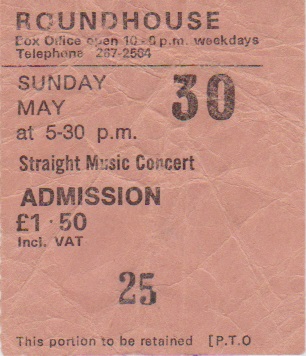 ROUNDHOUSE
Box Office open 10-6 p.m. weekdays
Telephone 267-2564
SUNDAY 30
MAY
at 5-30 p.m.
Straight Music Concert
ADMISSION
£1·50
Incl. VAT
25
This portion to be retained [P.T.O